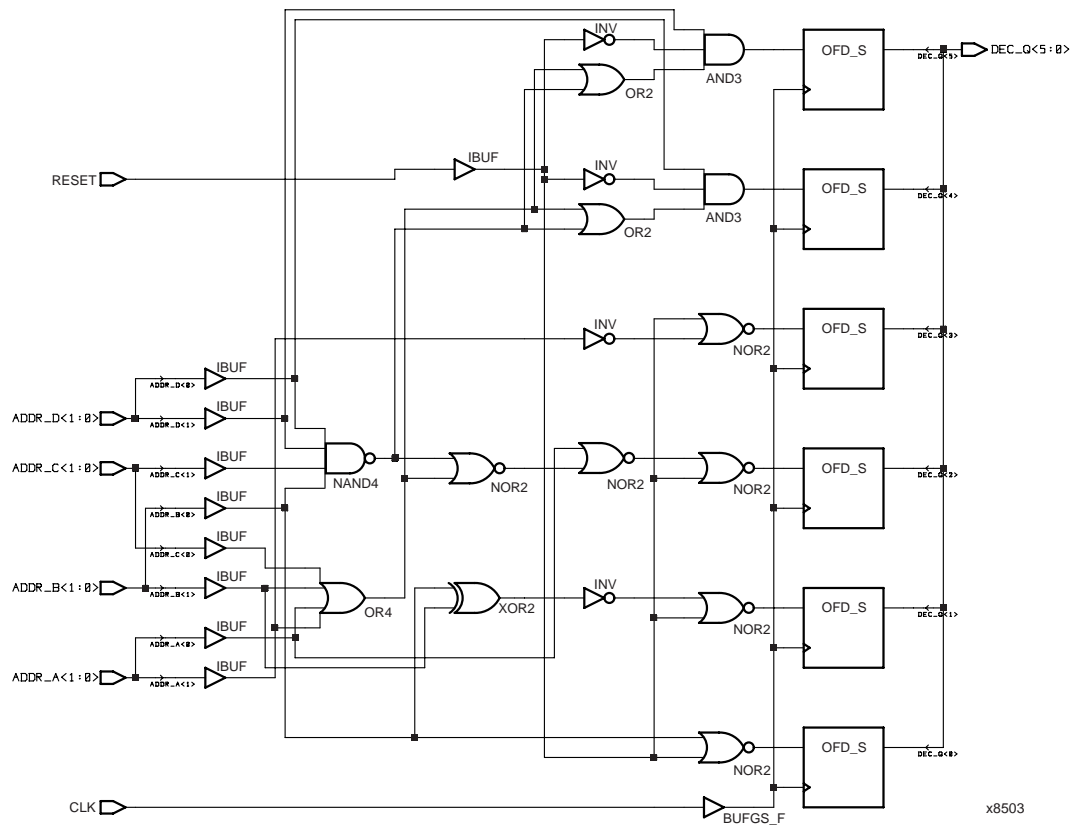 INV
OFD_S
DEC_Q<5>
DEC_Q<5:0>
AND3
OR2
IBUF
RESET
INV
OFD_S
DEC_Q<4>
AND3
OR2
INV
OFD_S
DEC_Q<3>
NOR2
IBUF
ADDR_D<0>
IBUF
ADDR_D<1:0>
ADDR_D<1>
IBUF
ADDR_C<1:0>
ADDR_C<1>
NAND4
NOR2
NOR2
NOR2
OFD_S
DEC_Q<2>
IBUF
ADDR_B<0>
IBUF
ADDR_C<0>
IBUF
ADDR_B<1:0>
ADDR_B<1>
OR4
XOR2
INV
NOR2
OFD_S
DEC_Q<1>
IBUF
ADDR_A<0>
IBUF
ADDR_A<1:0>
ADDR_A<1>
OFD_S
DEC_Q<0>
NOR2
CLK
BUFGS_F
x8503